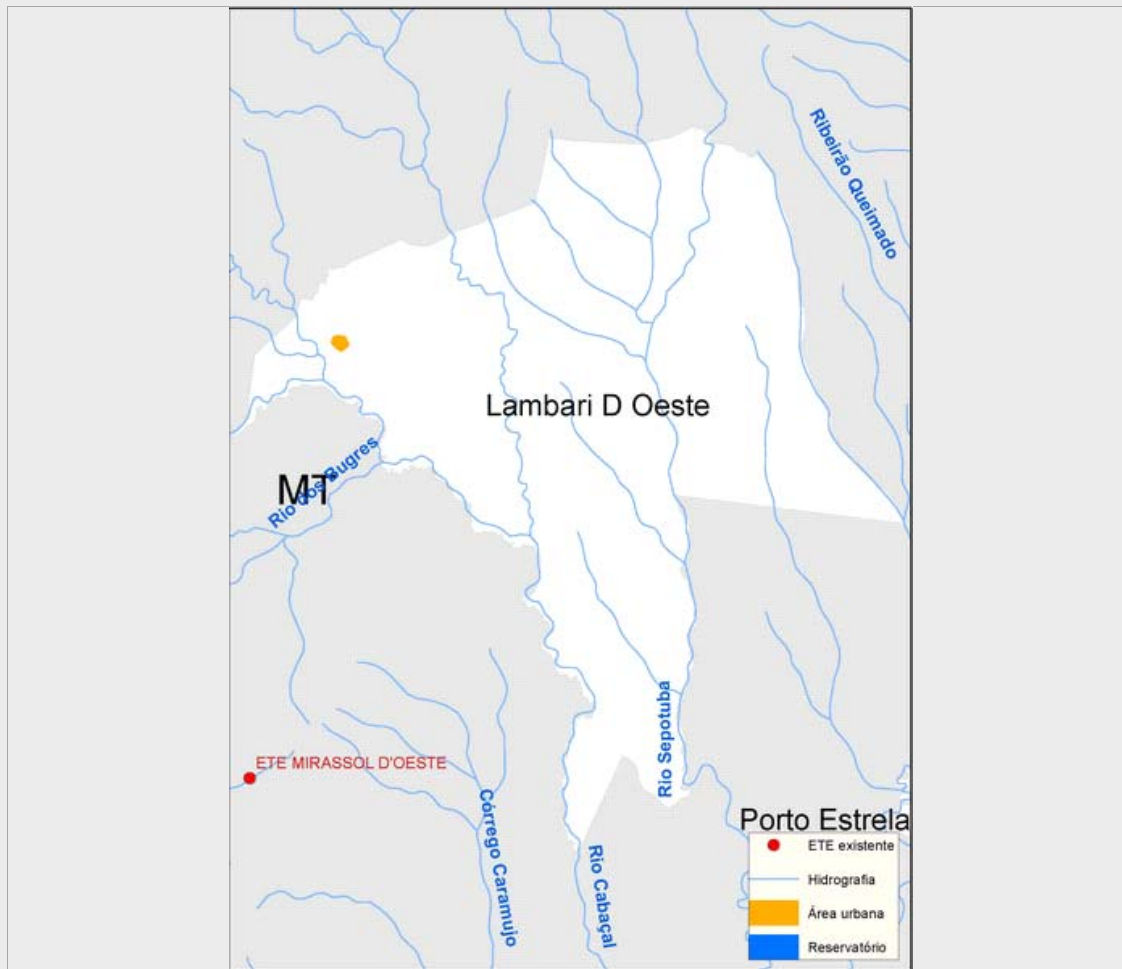 Ribeirão Queimado
Lambari D Oeste
MT
Rio dos Bugres
Rio Sepotuba
ETE MIRASSOL D'OESTE
Córrego Caramujo
Rio Cabaçal
Porto Estrela
ETE existente
Hidrografia
Área urbana
Reservatório